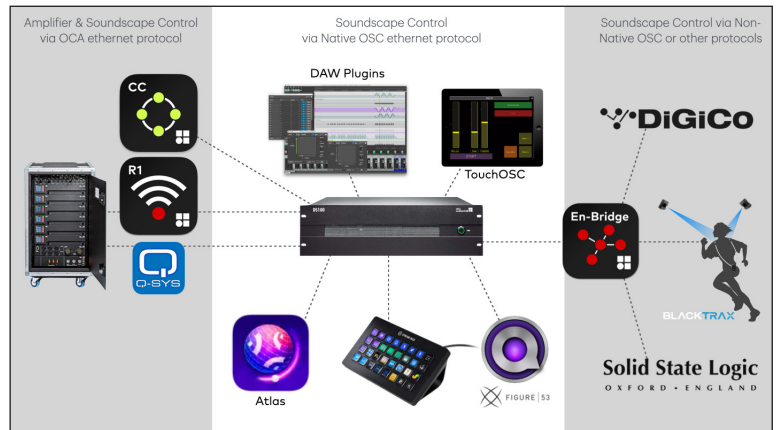 Amplifier & Soundscape Control
via OCA ethernet protocol
Soundscape Control
via Native OSC ethernet protocol
Soundscape Control via Non-
Native OSC or other protocols
CC
R1
Q-SYS
DAW Plugins
TouchOSC
DS100
Atlas
FIGURE 53
En-Bridge
DiGiCo
BLACKTRAX
Solid State Logic
OXFORD • ENGLAND